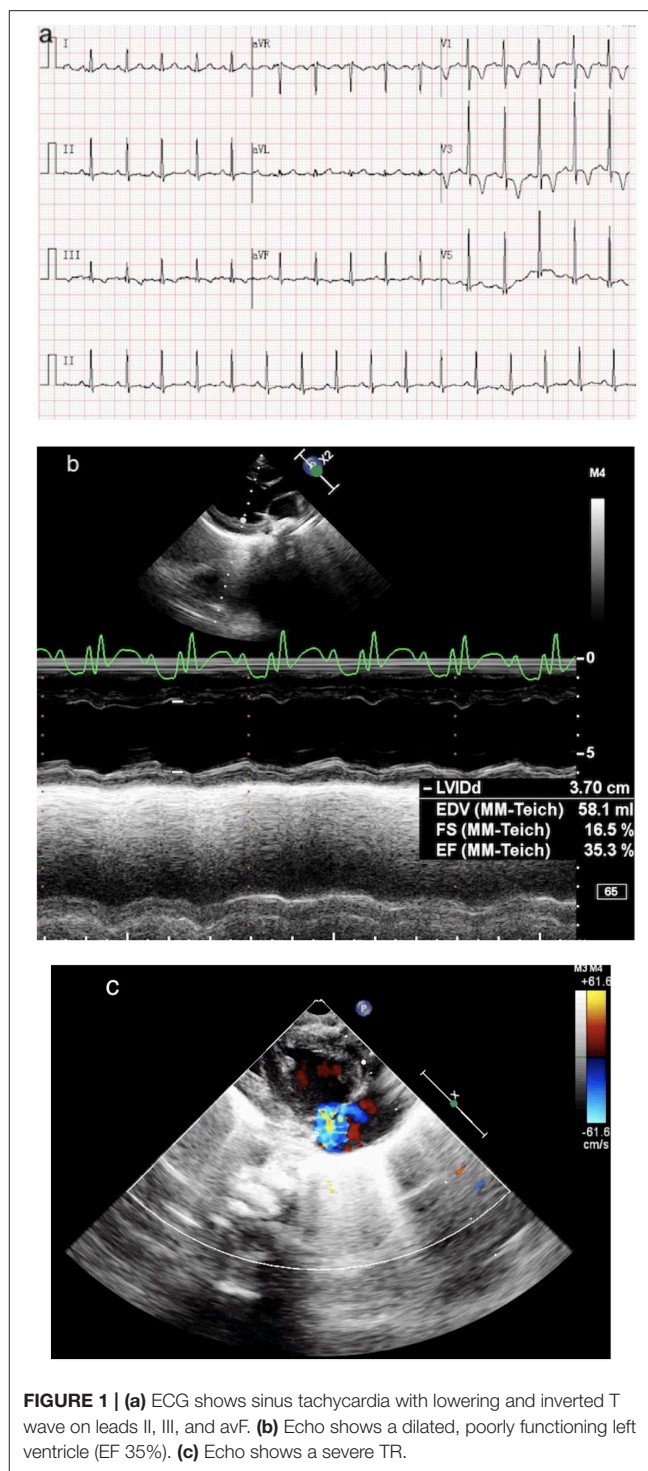 a
I
aVR
V1
II
aVL
V3
III
aVF
V5
II
b
X2
M4
0
5
LVIDd 3.70 cm
EDV (MM-Teich) 58.1 ml
FS (MM-Teich) 16.5 %
EF (MM-Teich) 35.3 %
65
c
P
X
M3 M4
+61.6
-61.6
cm/s
FIGURE 1 | (a) ECG shows sinus tachycardia with lowering and inverted T
wave on leads II, III, and avF. (b) Echo shows a dilated, poorly functioning left
ventricle (EF 35%). (c) Echo shows a severe TR.